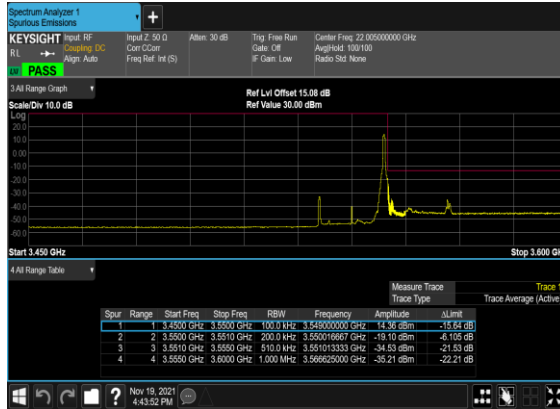 Spectrum Analyzer 1
Spurious Emissions
KEYSIGHT Input: RF Input Z: 50 Ω Atten: 30 dB Trig: Free Run Center Freq: 22.005000000 GHz
RL Coupling: DC Corr CCorr Gate: Off Avg|Hold: 100/100
Align: Auto Freq Ref: Int (S) IF Gain: Low Radio Std: None
PASS
3 All Range Graph
Ref Lvl Offset 15.08 dB
Scale/Div 10.0 dB Ref Value 30.00 dBm
Log
20.0
10.0
0.00
-10.0
-20.0
-30.0
-40.0
-50.0
-60.0
Start 3.450 GHz Stop 3.600 GH
4 All Range Table
Measure Trace Trace 1
Trace Type Trace Average (Active
Spur Range Start Freq Stop Freq RBW Frequency Amplitude ΔLimit
1 1 3.4500 GHz 3.5500 GHz 100.0 kHz 3.549000000 GHz 14.36 dBm -15.64 dB
2 2 3.5500 GHz 3.5510 GHz 200.0 kHz 3.550016667 GHz -19.10 dBm -6.105 dB
3 3 3.5510 GHz 3.5550 GHz 510.0 kHz 3.551013333 GHz -34.53 dBm -21.53 dB
4 4 3.5550 GHz 3.6000 GHz 1.000 MHz 3.566625000 GHz -35.21 dBm -22.21 dB
Nov 19, 2021
4:43:52 PM